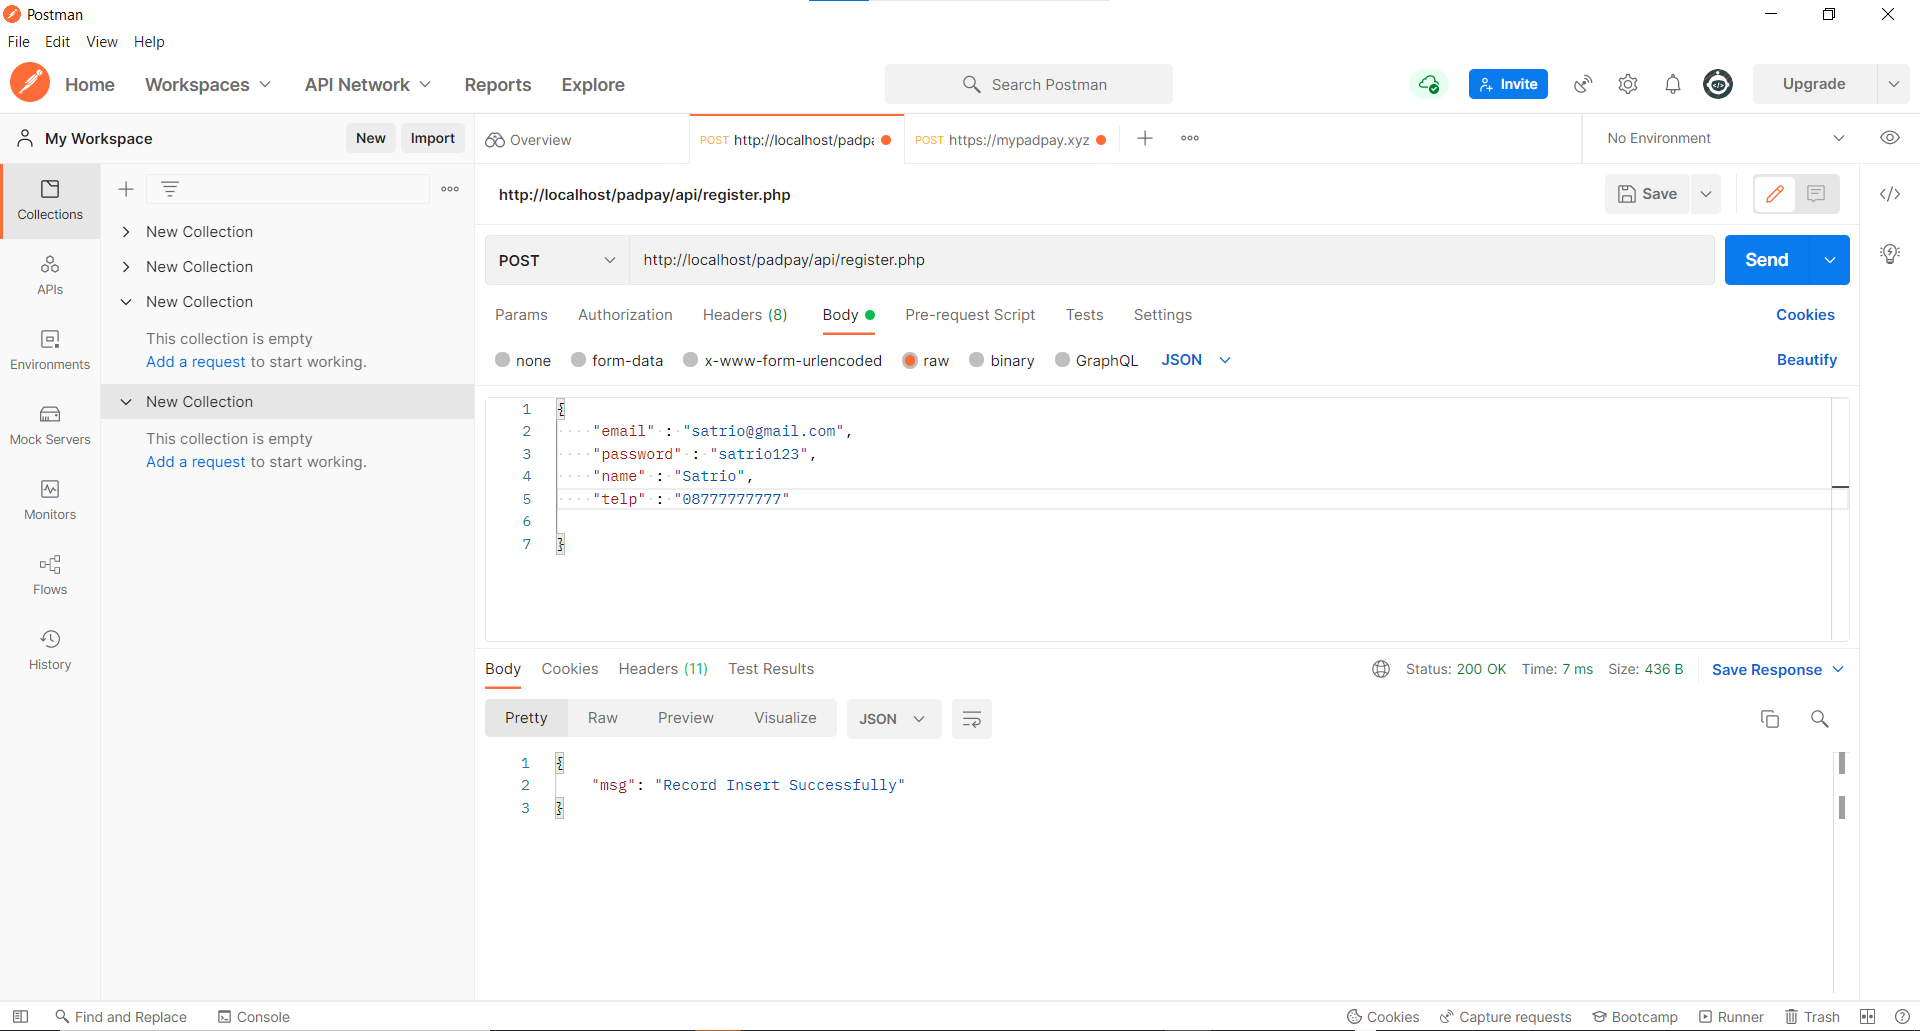 Postman
File Edit View Help
Home Workspaces API Network Reports Explore Search Postman Invite Upgrade
My Workspace New Import Overview POST http://localhost/padpa POST https://mypadpay.xyz No Environment
http://localhost/padpay/api/register.php Save
Collections
APIs
Environments
Mock Servers
Monitors
Flows
History
New Collection
New Collection
New Collection
This collection is empty
Add a request to start working.
New Collection
This collection is empty
Add a request to start working.
POST http://localhost/padpay/api/register.php Send
Params Authorization Headers (8) Body Pre-request Script Tests Settings Cookies
none form-data x-www-form-urlencoded raw binary GraphQL JSON Beautify
1 {
2 "email" : "satrio@gmail.com",
3 "password" : "satrio123",
4 "name" : "Satrio",
5 "telp" : "08777777777"
6
7 }
Body Cookies Headers (11) Test Results Status: 200 OK Time: 7 ms Size: 436 B Save Response
Pretty Raw Preview Visualize JSON
1 {
2 "msg": "Record Insert Successfully"
3 }
Find and Replace Console Cookies Capture requests Bootcamp Runner Trash